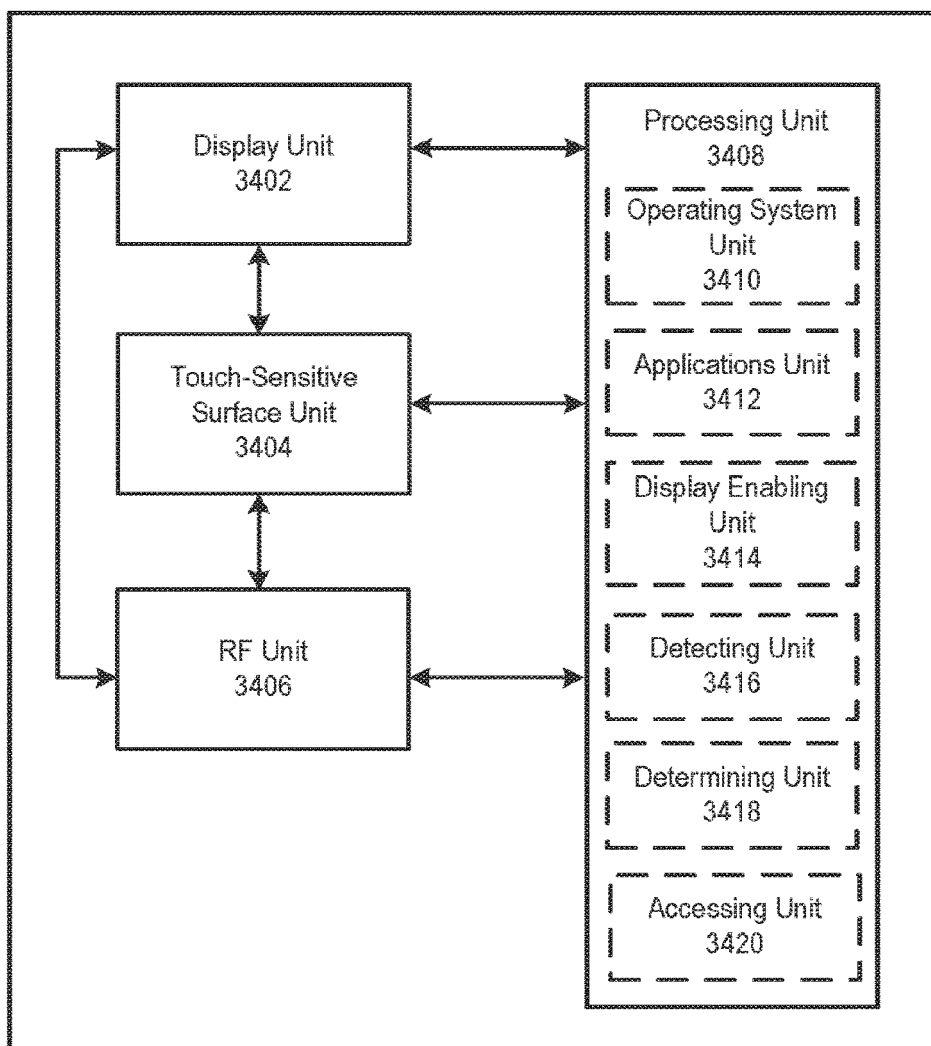 Display Unit
3402
Touch-Sensitive
Surface Unit
3404
RF Unit
3406
Processing Unit
3408
Operating System
Unit
3410
Applications Unit
3412
Display Enabling
Unit
3414
Detecting Unit
3416
Determining Unit
3418
Accessing Unit
3420